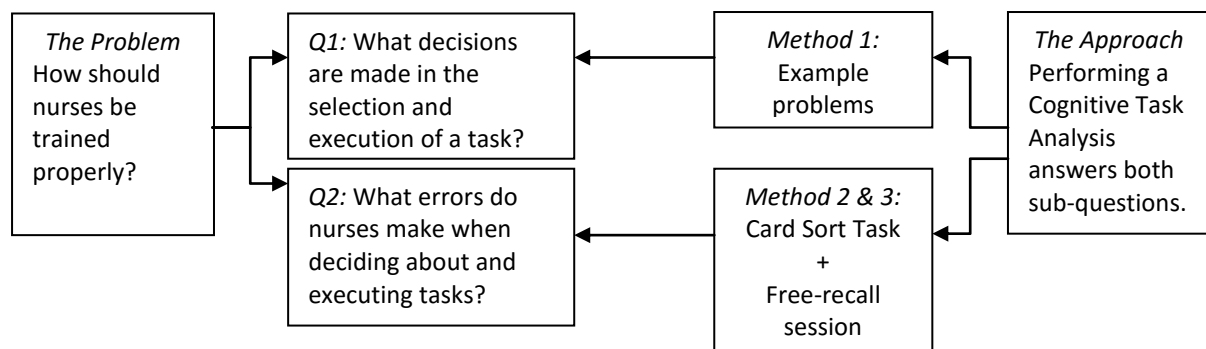 The Problem
How should
nurses be
trained
properly?
Q1: What decisions
are made in the
selection and
execution of a task?
Q2: What errors do
nurses make when
deciding about and
executing tasks?
Method 1:
Example
problems
Method 2 & 3:
Card Sort Task
+
Free-recall
session
The Approach
Performing a
Cognitive Task
Analysis
answers both
sub-questions.